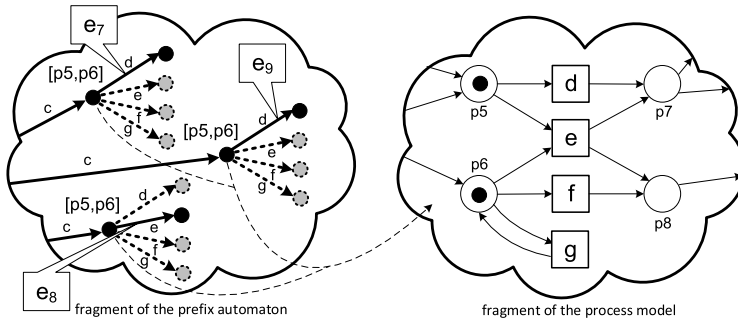 e7
d
[p5,p6]
e
f
g
c
e9
d
[p5,p6]
e
f
g
c
[p5,p6]
d
e
f
g
c
e8
fragment of the prefix automaton
d
p5
p7
e
p6
f
p8
g
fragment of the process model